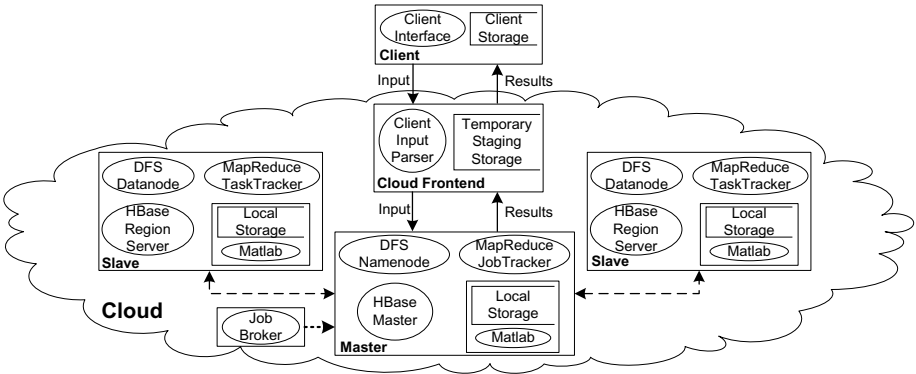 Client
Interface
Client
Storage
Client
Input
Results
Client
Input
Parser
Temporary
Staging
Storage
Cloud Frontend
DFS
Datanode
MapReduce
TaskTracker
HBase
Region
Server
Local
Storage
Matlab
Slave
Input
Results
DFS
Namenode
MapReduce
JobTracker
HBase
Master
Local
Storage
Matlab
Master
DFS
Datanode
MapReduce
TaskTracker
HBase
Region
Server
Local
Storage
Matlab
Slave
Cloud
Job
Broker